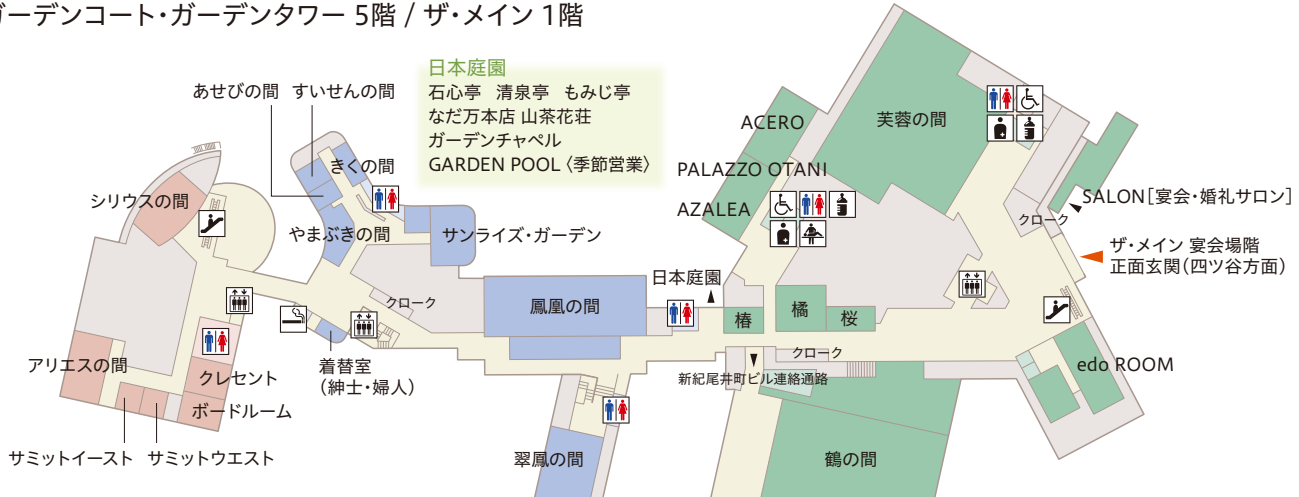 ガーデンコート・ガーデンタワー 5階 / ザ・メイン 1階
日本庭園
石心亭 清泉亭 もみじ亭
なだ万本店 山茶花荘
ガーデンチャペル
GARDEN POOL 〈季節営業〉
あせびの間 すいせんの間
きくの間
シリウスの間
やまぶきの間
サンライズ・ガーデン
クローク
鳳凰の間
日本庭園
着替室
(紳士・婦人)
アリエスの間
クレセント
ボードルーム
サミットイースト サミットウエスト
翠鳳の間
ACERO
PALAZZO OTANI
AZALEA
芙蓉の間
SALON[宴会・婚礼サロン]
クローク
ザ・メイン 宴会場階
正面玄関(四ツ谷方面)
椿
橘
桜
クローク
新紀尾井町ビル連絡通路
edo ROOM
鶴の間